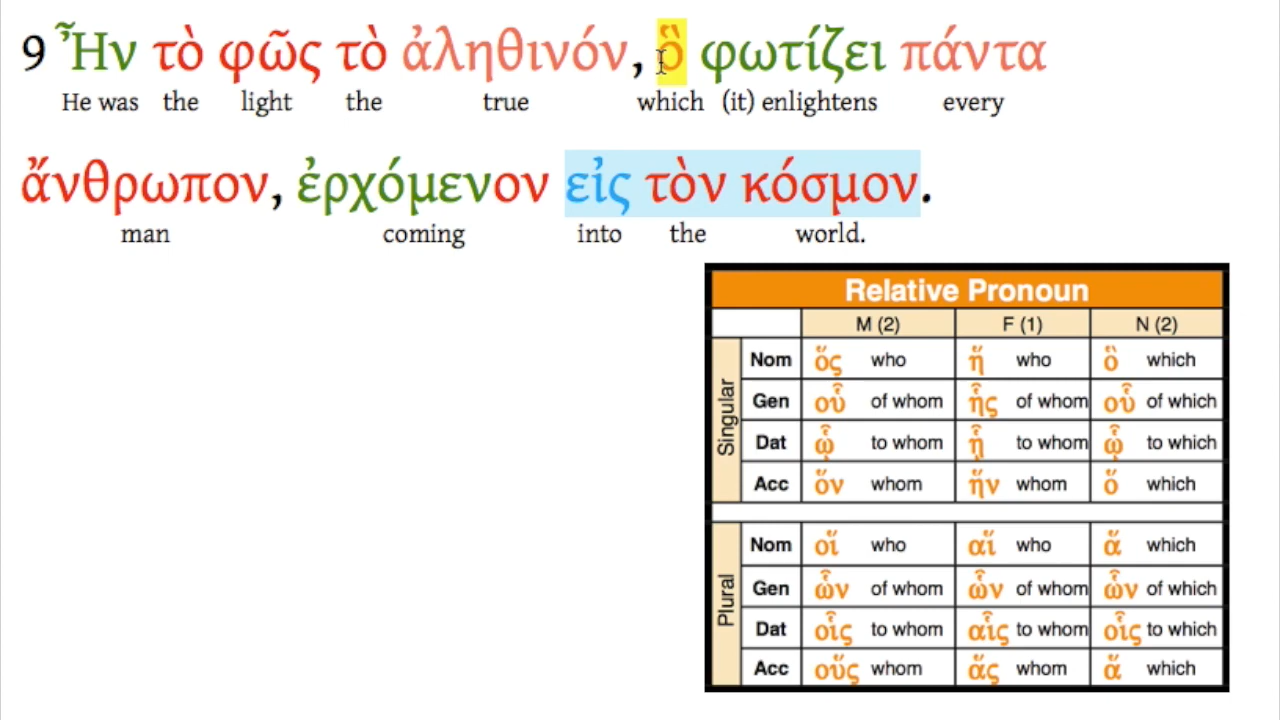 9 Ἦν τὸ φῶς τὸ ἀληθινόν, ὃ φωτίζει πάντα
He was the light the true which (it) enlightens every
ἄνθρωπον, ἐρχόμενον εἰς τὸν κόσμον.
man coming into the world.
Relative Pronoun
M (2) F (1) N (2)
Singular
Nom ὅς who ἥ who ὃ which
Gen οὗ of whom ἧς of whom οὗ of which
Dat ᾧ to whom ᾗ to whom ᾧ to which
Acc ὅν whom ἥν whom ὅ which
Plural
Nom οἵ who αἵ who ἅ which
Gen ὧν of whom ὧν of whom ὧν of which
Dat οἷς to whom αἷς to whom οἷς to which
Acc οὕς whom ἅς whom ἅ which